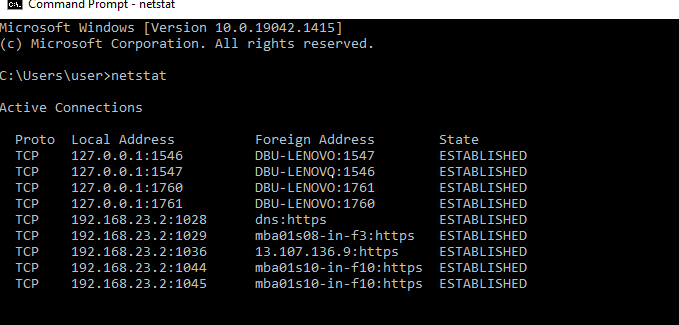 Command Prompt - netstat
Microsoft Windows [Version 10.0.19042.1415]
(c) Microsoft Corporation. All rights reserved.
C:\Users\user>netstat
Active Connections
Proto  Local Address          Foreign Address        State
TCP    127.0.0.1:1546         DBU-LENOVO:1547        ESTABLISHED
TCP    127.0.0.1:1547         DBU-LENOVO:1546        ESTABLISHED
TCP    127.0.0.1:1760         DBU-LENOVO:1761        ESTABLISHED
TCP    127.0.0.1:1761         DBU-LENOVO:1760        ESTABLISHED
TCP    192.168.23.2:1028      dns:https              ESTABLISHED
TCP    192.168.23.2:1029      mba01s08-in-f3:https   ESTABLISHED
TCP    192.168.23.2:1036      13.107.136.9:https     ESTABLISHED
TCP    192.168.23.2:1044      mba01s10-in-f10:https  ESTABLISHED
TCP    192.168.23.2:1045      mba01s10-in-f10:https  ESTABLISHED